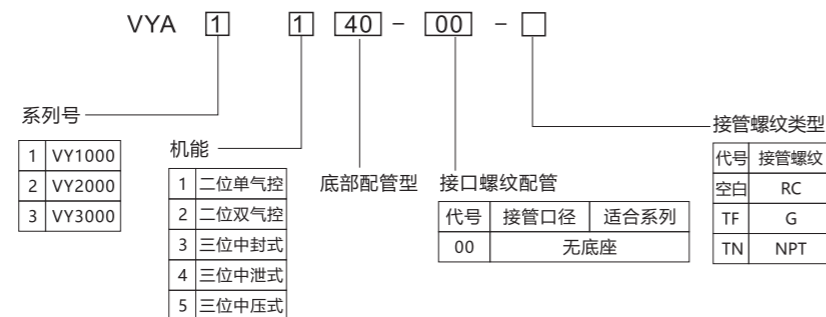 VYA 1 1 40 - 00 -
系列号
1 VY1000
2 VY2000
3 VY3000
机能
1 二位单气控
2 二位双气控
3 三位中封式
4 三位中泄式
5 三位中压式
底部配管型
接口螺纹配管
代号 接管口径 适合系列
00 无底座
接管螺纹类型
代号 接管螺纹
空白 RC
TF G
TN NPT